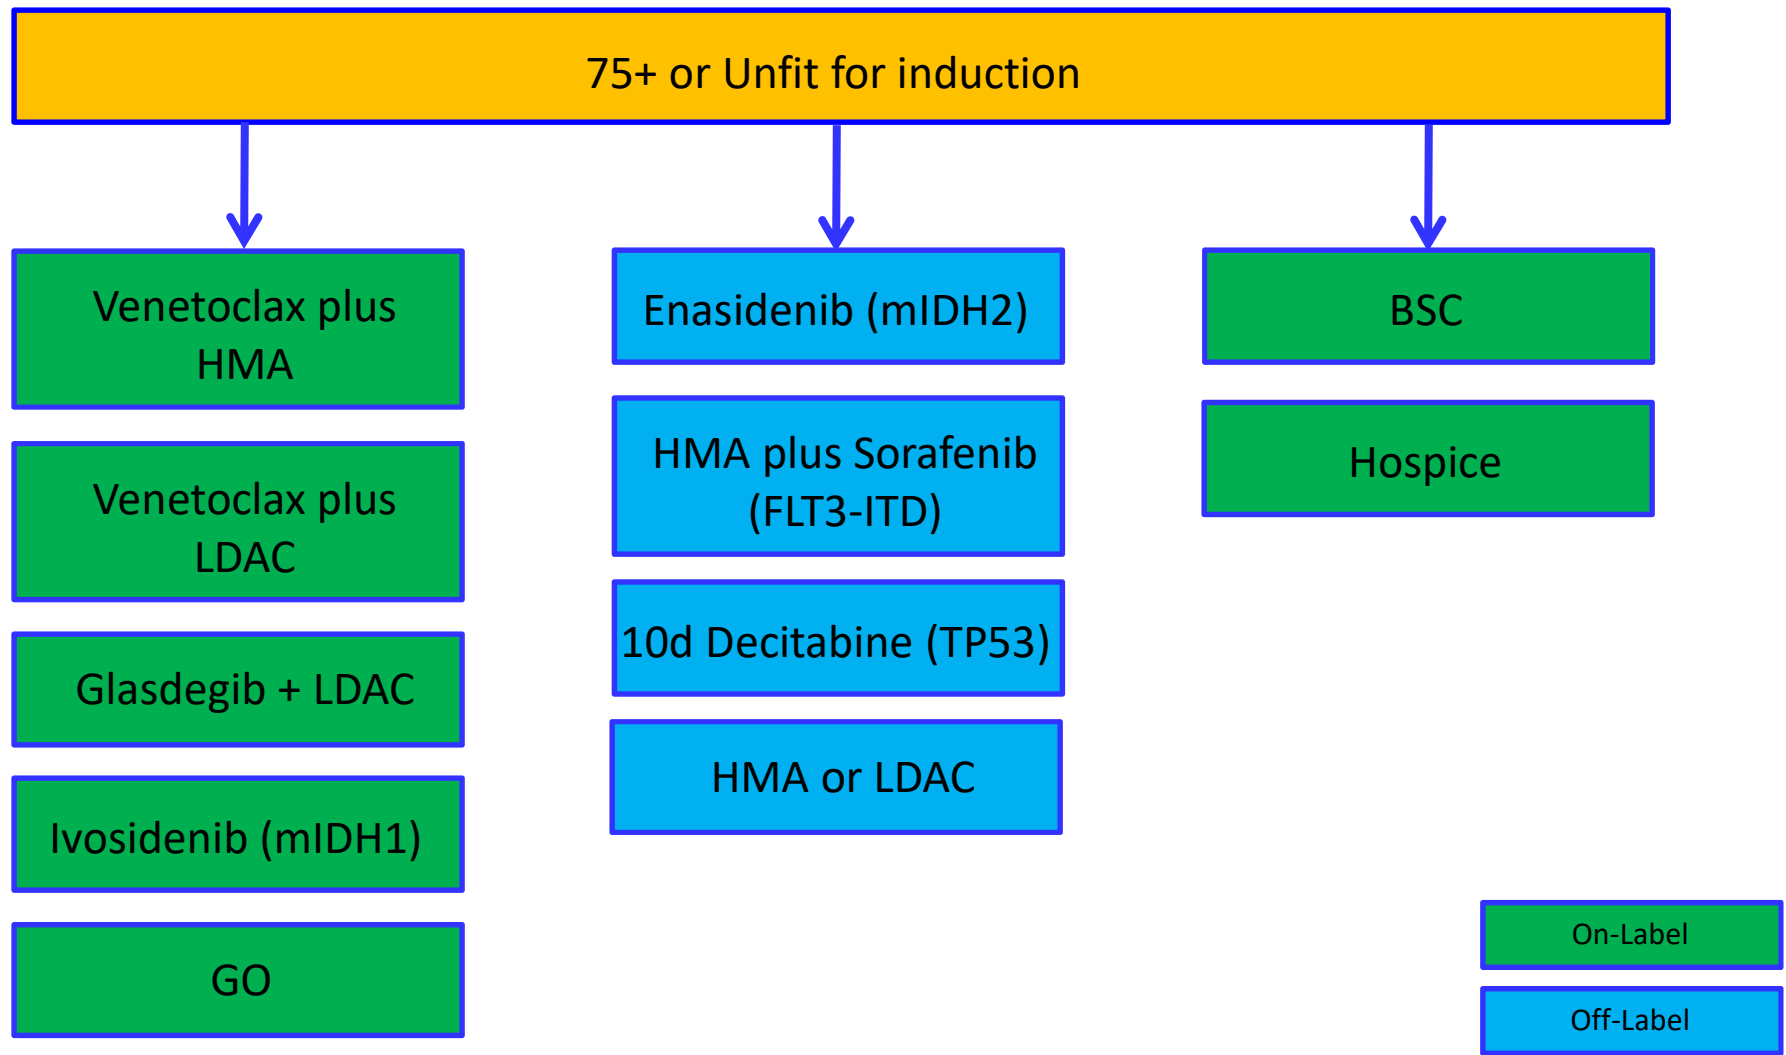 75+ or Unfit for induction
Venetoclax plus
HMA
Venetoclax plus
LDAC
Glasdegib + LDAC
Ivosidenib (mIDH1)
GO
Enasidenib (mIDH2)
HMA plus Sorafenib
(FLT3-ITD)
10d Decitabine (TP53)
HMA or LDAC
BSC
Hospice
On-Label
Off-Label